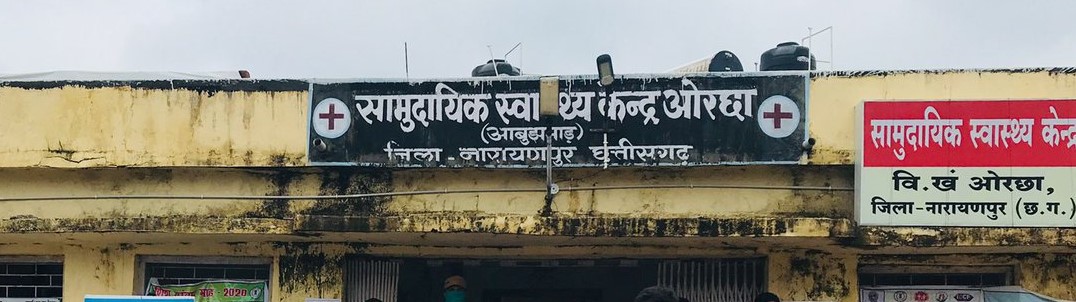 सामुदायिक स्वास्थ्य केन्द्र ओरछा
(आबुझमाड़)
जिला - नारायणपुर छत्तीसगढ़
सामुदायिक स्वास्थ्य केन्द्र
वि.खं ओरछा,
जिला-नारायणपुर (छ.ग.)
2020